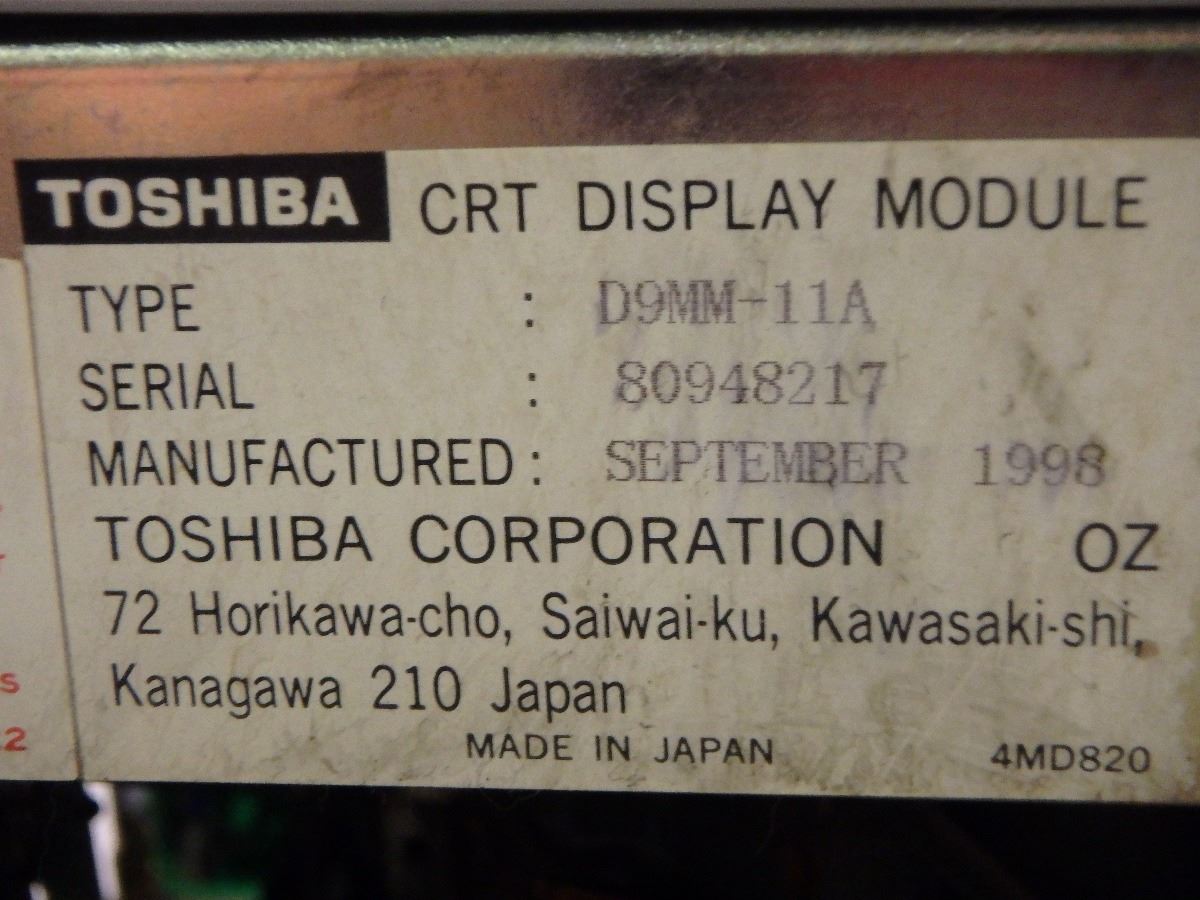 TOSHIBA CRT DISPLAY MODULE
TYPE : D9MM-11A
SERIAL : 80948217
MANUFACTURED : SEPTEMBER 1998
TOSHIBA CORPORATION OZ
72 Horikawa-cho, Saiwai-ku, Kawasaki-shi,
Kanagawa 210 Japan
MADE IN JAPAN 4MD820
s
2